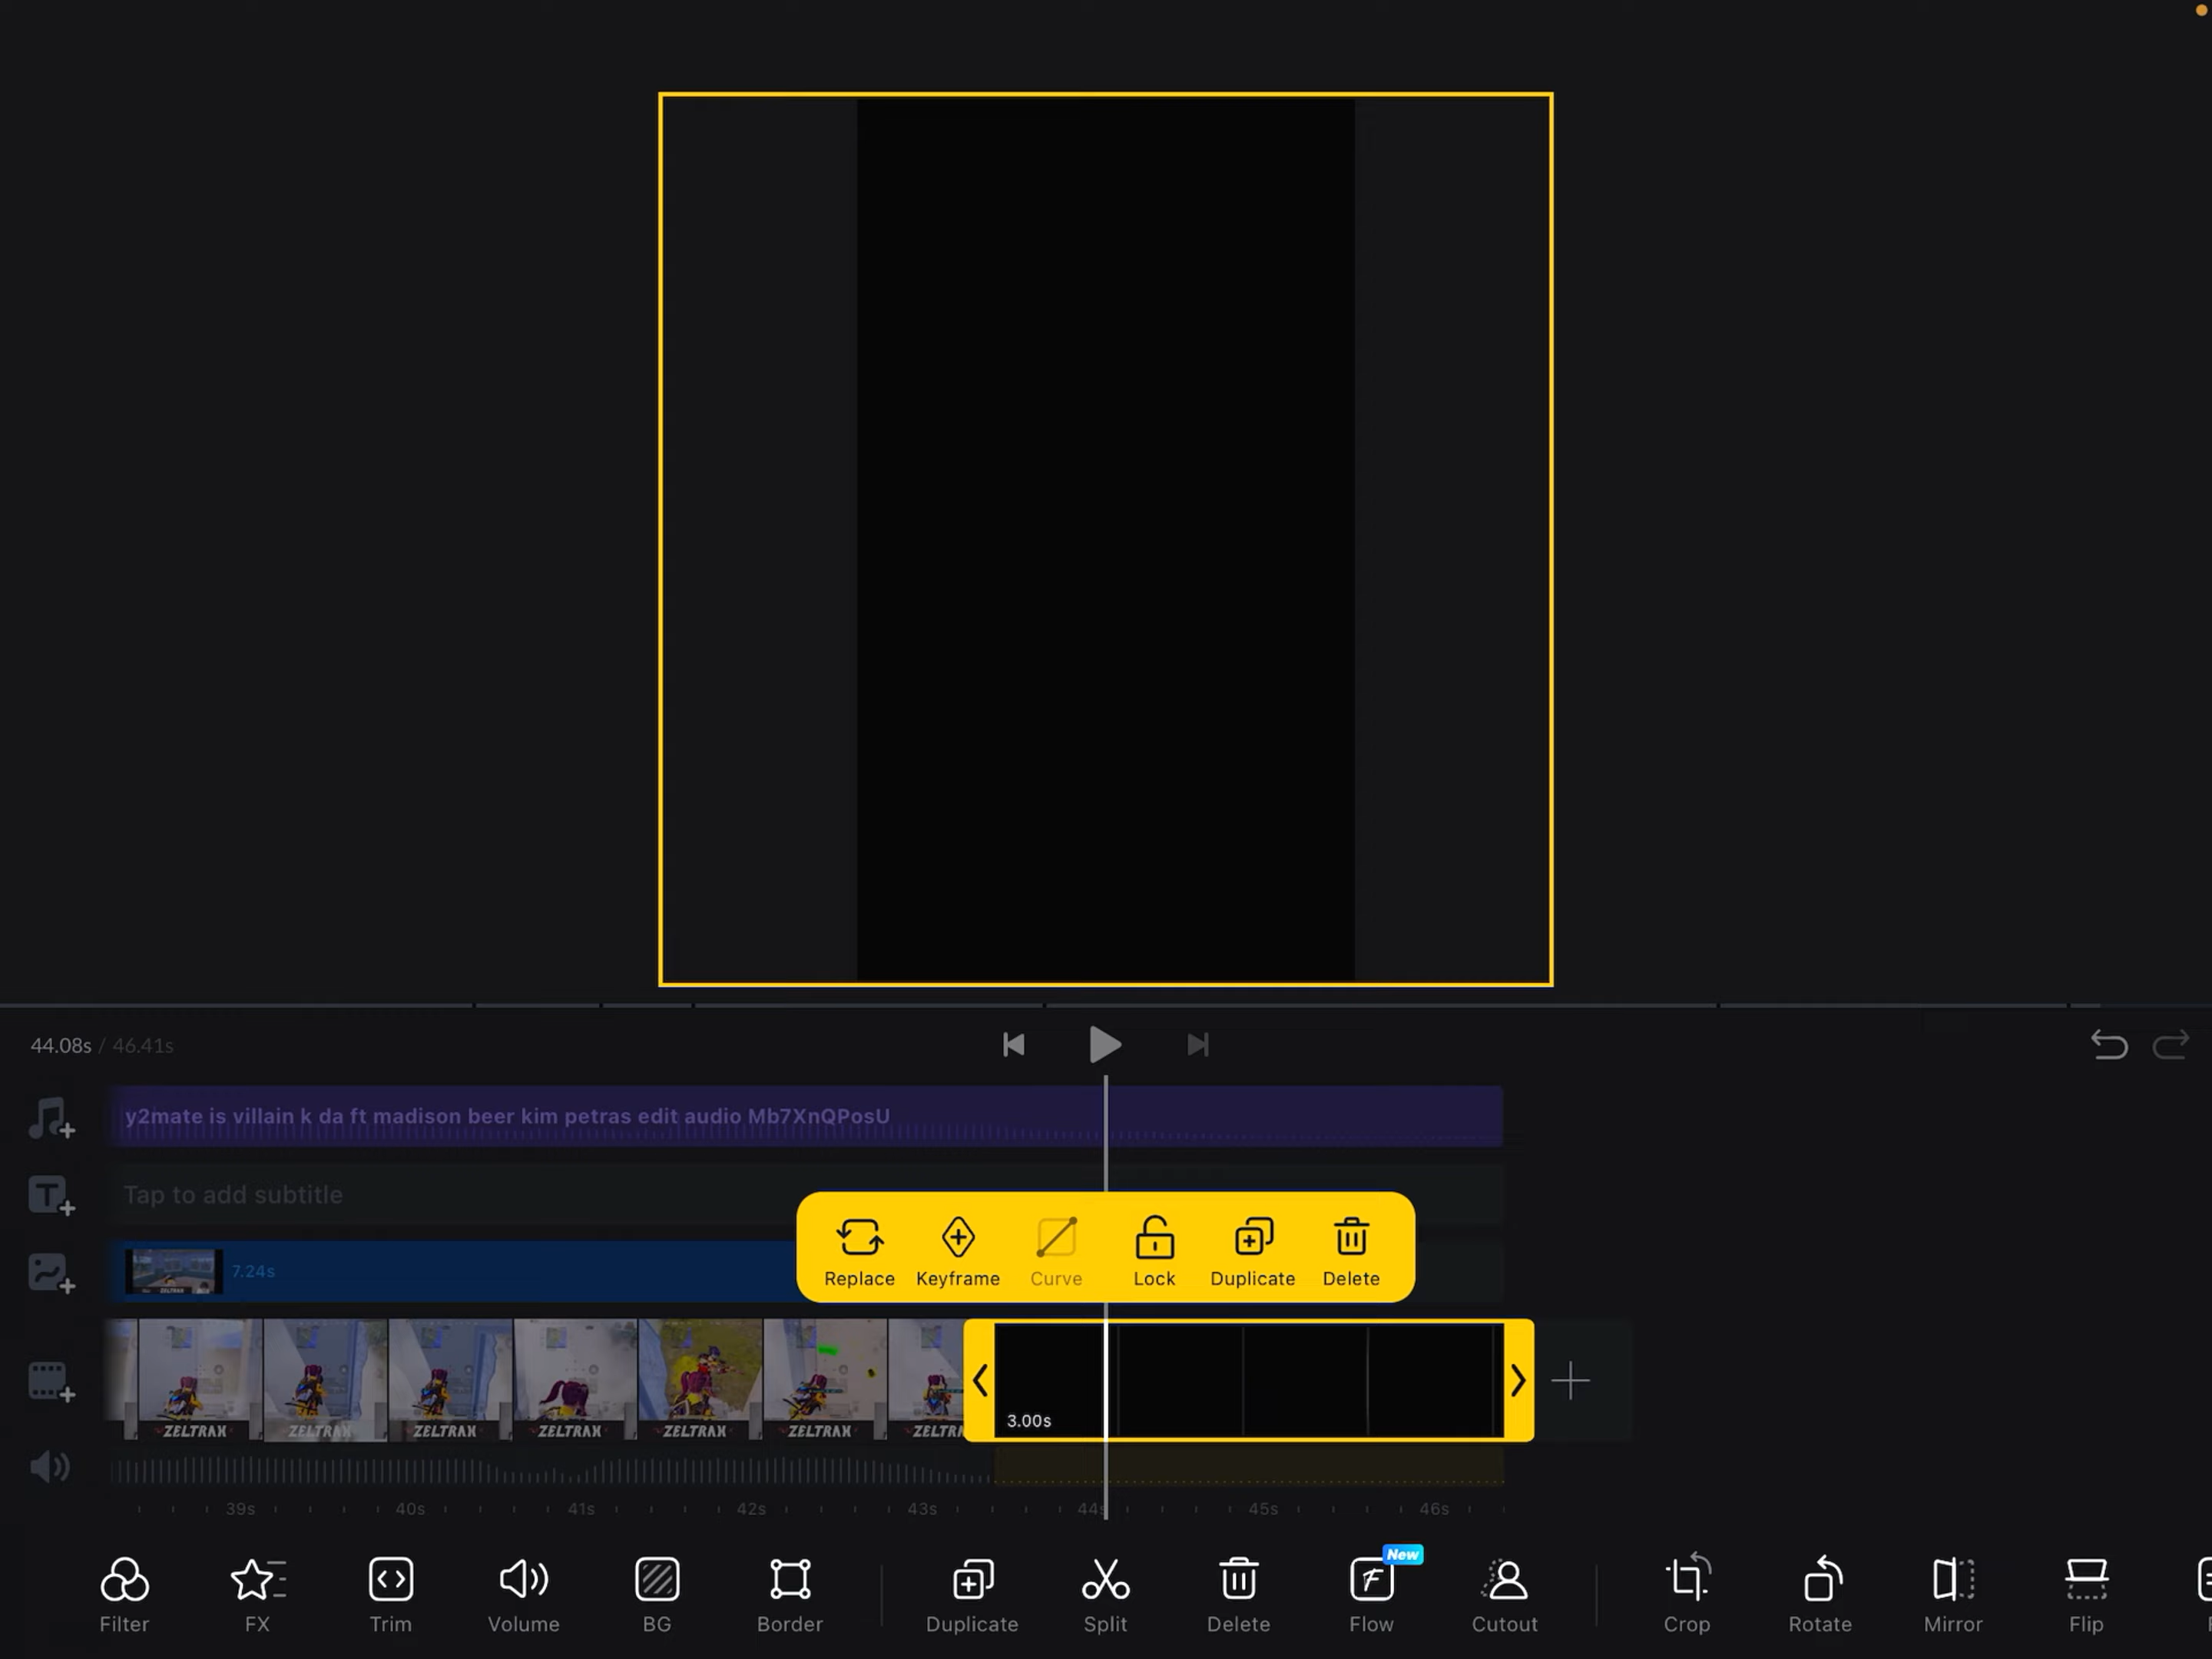 44.08s / 46.41s
y2mate is villain k da ft madison beer kim petras edit audio Mb7XnQPosU
Tap to add subtitle
Replace Keyframe Curve Lock Duplicate Delete
7.24s
3.00s
ZELTRAX ZELTRAX ZELTRAX ZELTRAX ZELTRAX ZELTRAX
39s 40s 41s 42s 43s 44s 45s 46s
New
Filter FX Trim Volume BG Border Duplicate Split Delete Flow Cutout Crop Rotate Mirror Flip